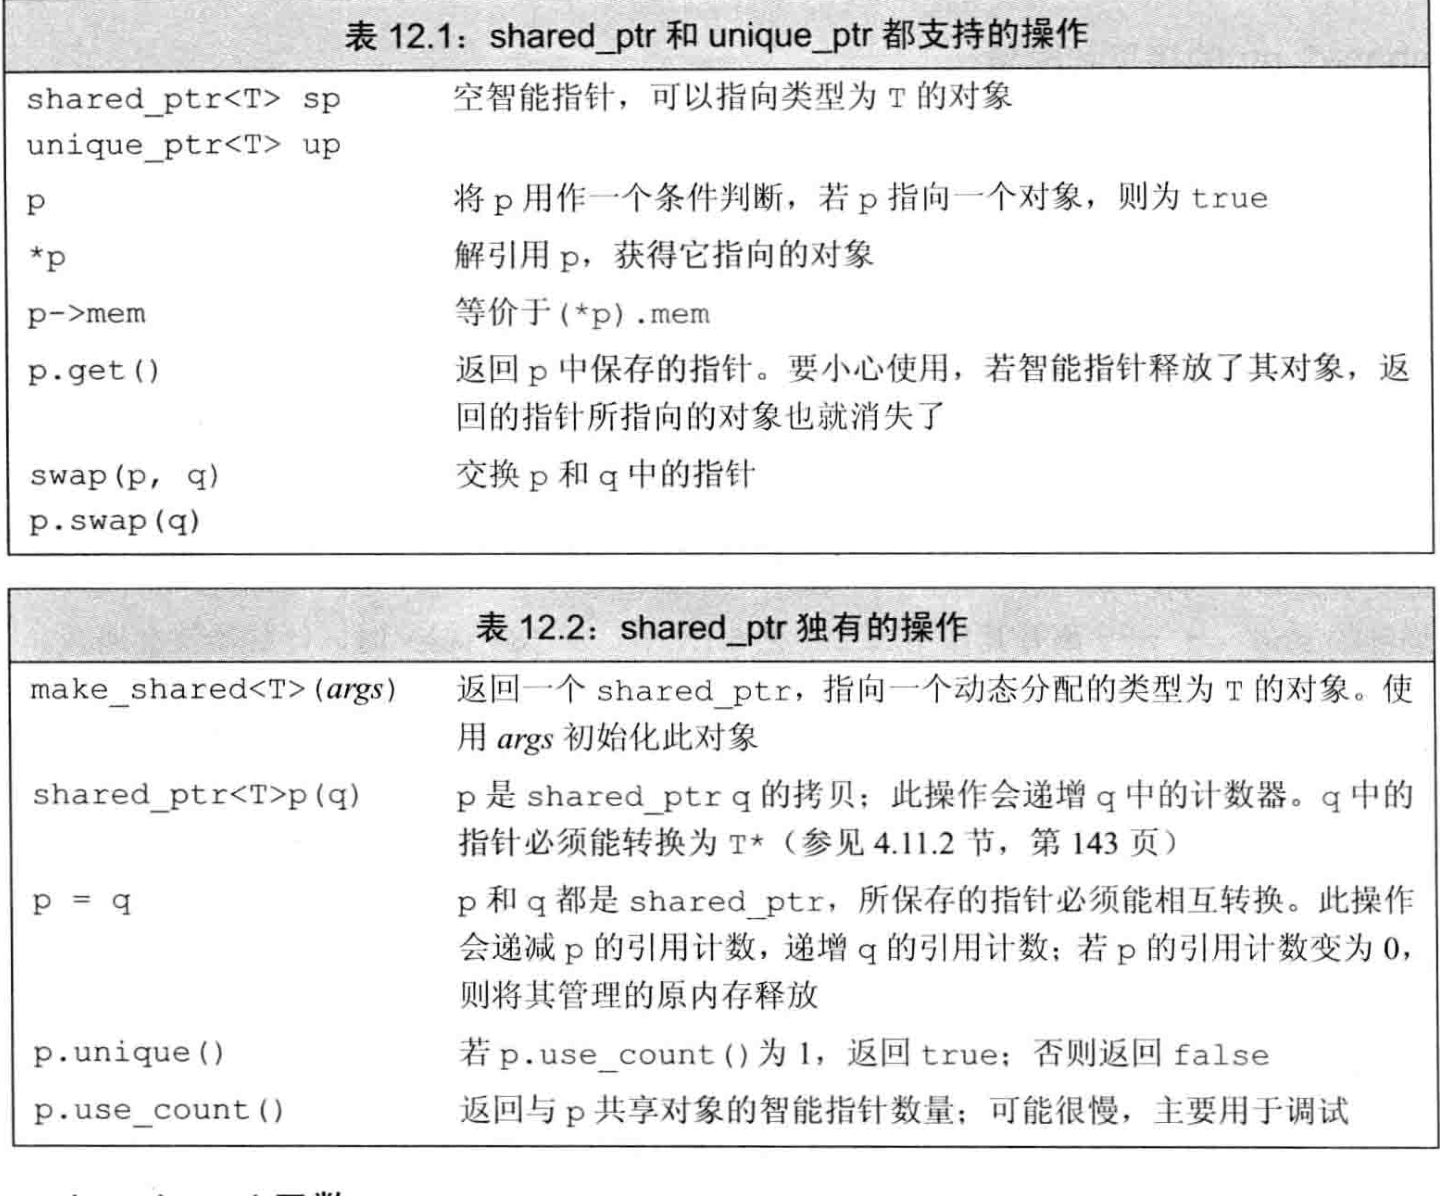 表 12.1：shared_ptr 和 unique_ptr 都支持的操作
shared_ptr<T> sp 空智能指针，可以指向类型为 T 的对象
unique_ptr<T> up
p 将 p 用作一个条件判断，若 p 指向一个对象，则为 true
*p 解引用 p，获得它指向的对象
p->mem 等价于(*p).mem
p.get() 返回 p 中保存的指针。要小心使用，若智能指针释放了其对象，返
回的指针所指向的对象也就消失了
swap(p, q) 交换 p 和 q 中的指针
p.swap(q)
表 12.2：shared_ptr 独有的操作
make_shared<T>(args) 返回一个 shared_ptr，指向一个动态分配的类型为 T 的对象。使
用 args 初始化此对象
shared_ptr<T>p(q) p 是 shared_ptr q 的拷贝；此操作会递增 q 中的计数器。q 中的
指针必须能转换为 T*（参见 4.11.2 节，第 143 页）
p = q p 和 q 都是 shared_ptr，所保存的指针必须能相互转换。此操作
会递减 p 的引用计数，递增 q 的引用计数；若 p 的引用计数变为 0，
则将其管理的原内存释放
p.unique() 若 p.use_count()为 1，返回 true；否则返回 false
p.use_count() 返回与 p 共享对象的智能指针数量；可能很慢，主要用于调试